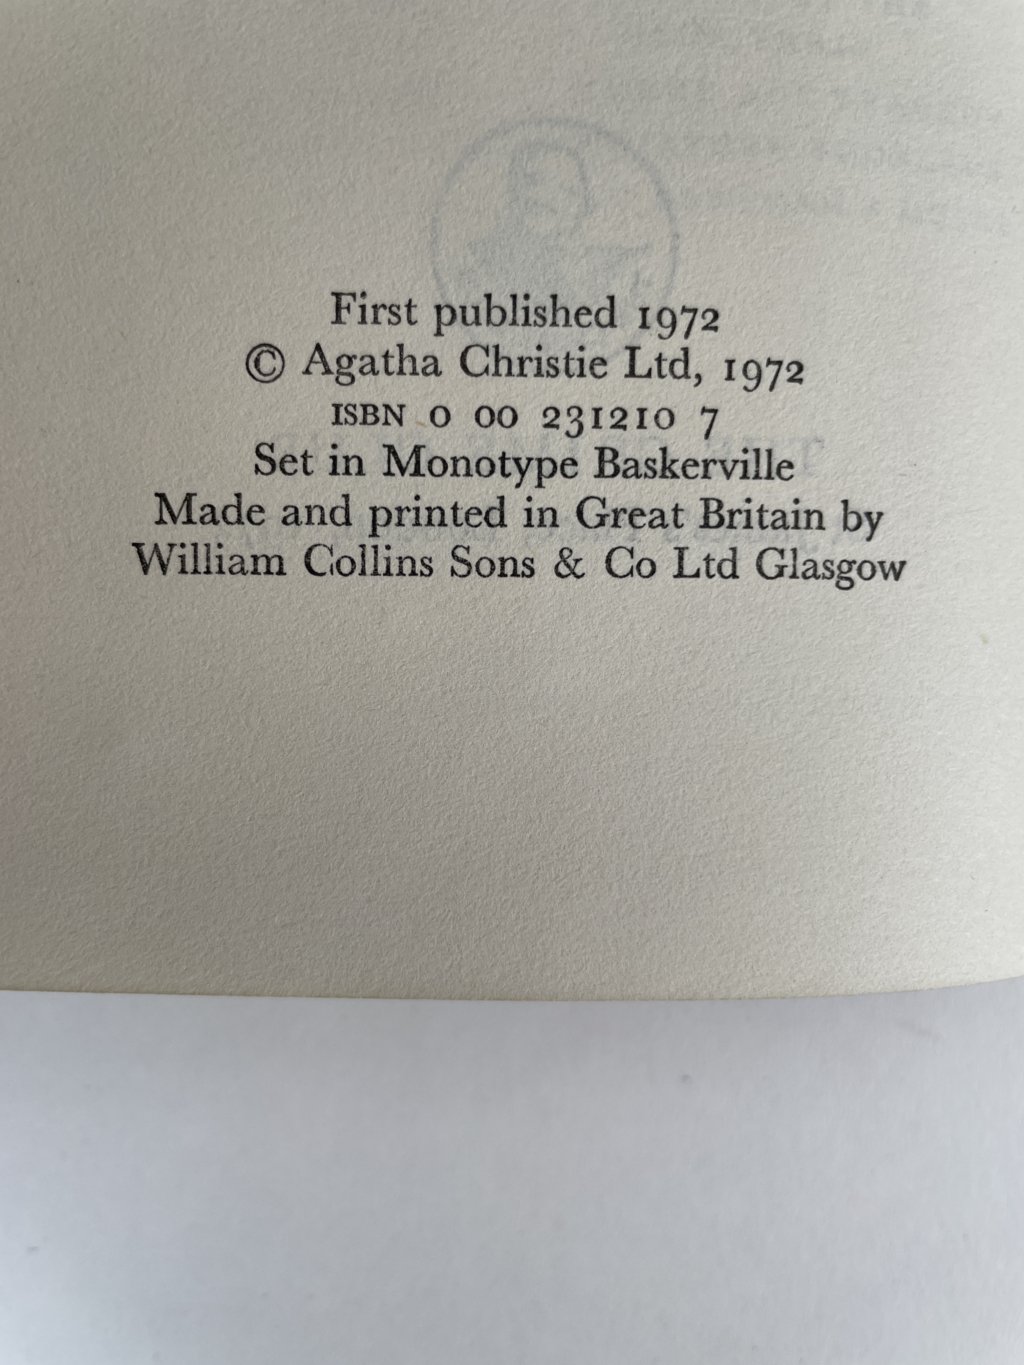 First published 1972
© Agatha Christie Ltd, 1972
ISBN 0 00 231210 7
Set in Monotype Baskerville
Made and printed in Great Britain by
William Collins Sons & Co Ltd Glasgow